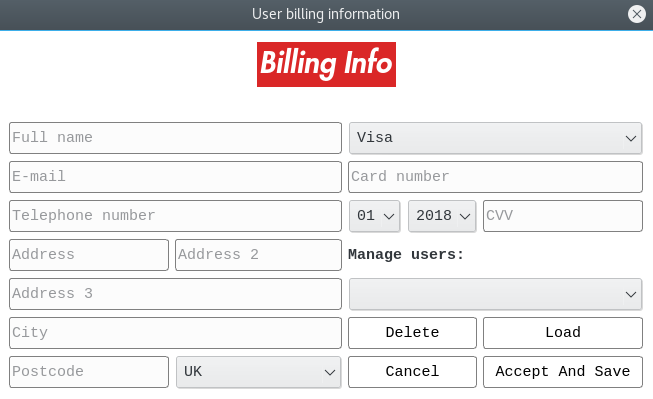 User billing information
Billing Info
Full name
Visa
E-mail
Card number
Telephone number
01 2018 CVV
Address Address 2
Manage users:
Address 3
City
Delete Load
Postcode UK
Cancel Accept And Save